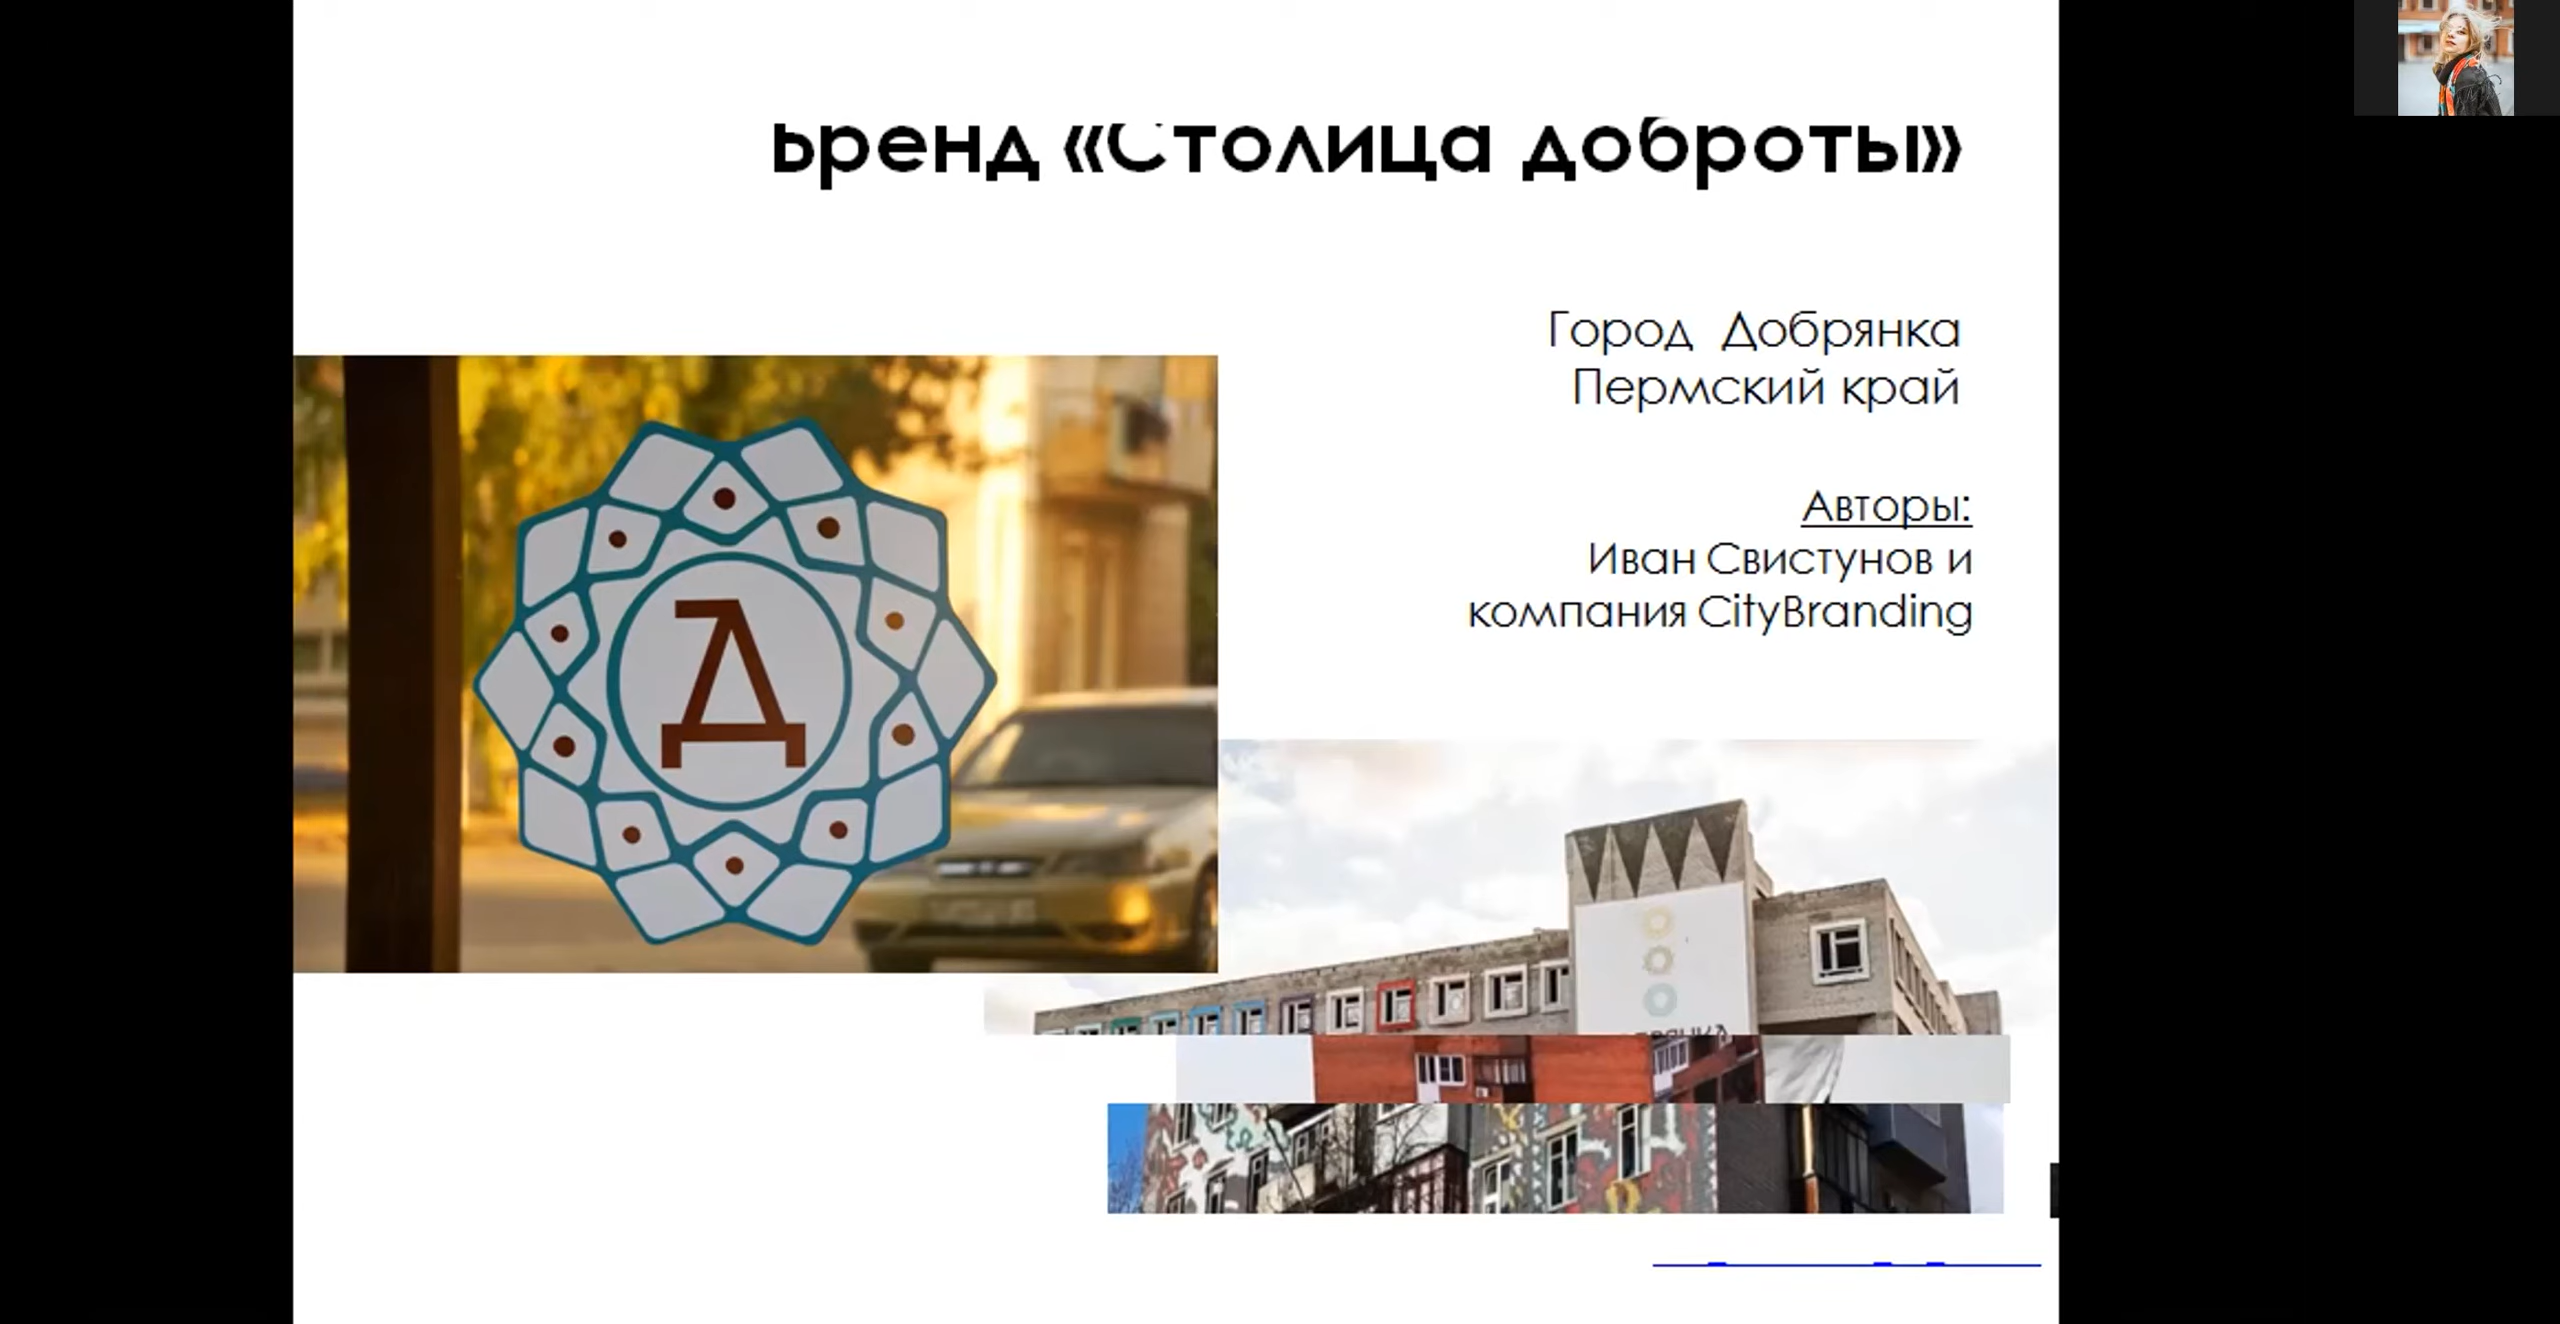 Бренд «Столица доброты»
Город Добрянка
Пермский край
Авторы:
Иван Свистунов и
компания CityBranding
Д